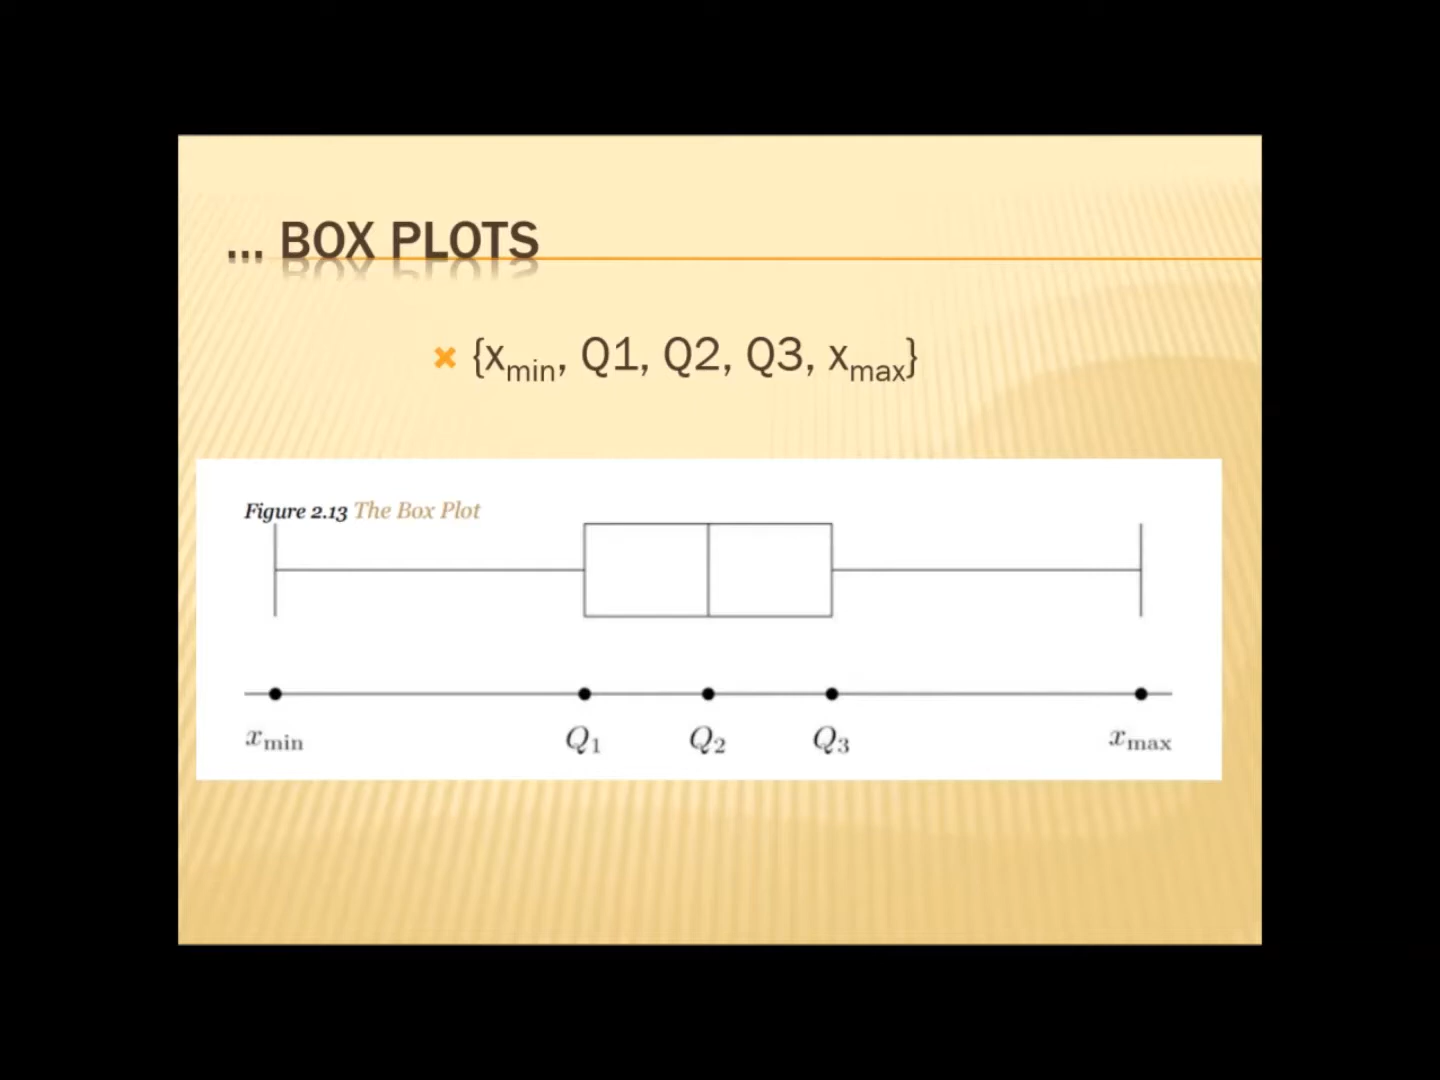 ... BOX PLOTS
{xmin, Q1, Q2, Q3, xmax}
Figure 2.13 The Box Plot
xmin Q1 Q2 Q3 xmax